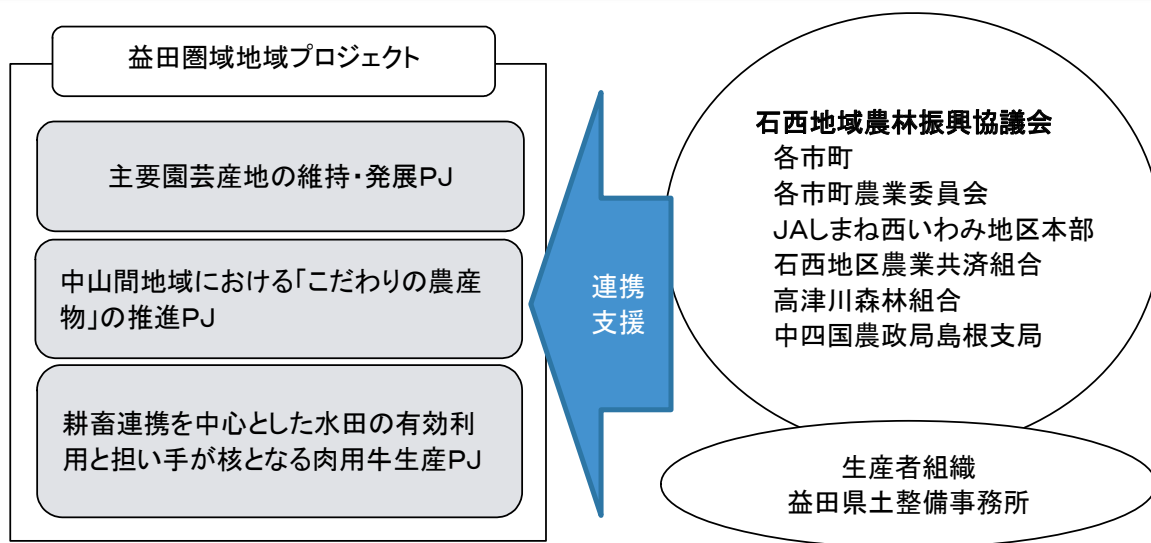 益田圏域地域プロジェクト
主要園芸産地の維持・発展PJ
中山間地域における「こだわりの農産
物」の推進PJ
耕畜連携を中心とした水田の有効利
用と担い手が核となる肉用牛生産PJ
連携
支援
石西地域農林振興協議会
各市町
各市町農業委員会
JAしまね西いわみ地区本部
石西地区農業共済組合
高津川森林組合
中四国農政局島根支局
生産者組織
益田県土整備事務所